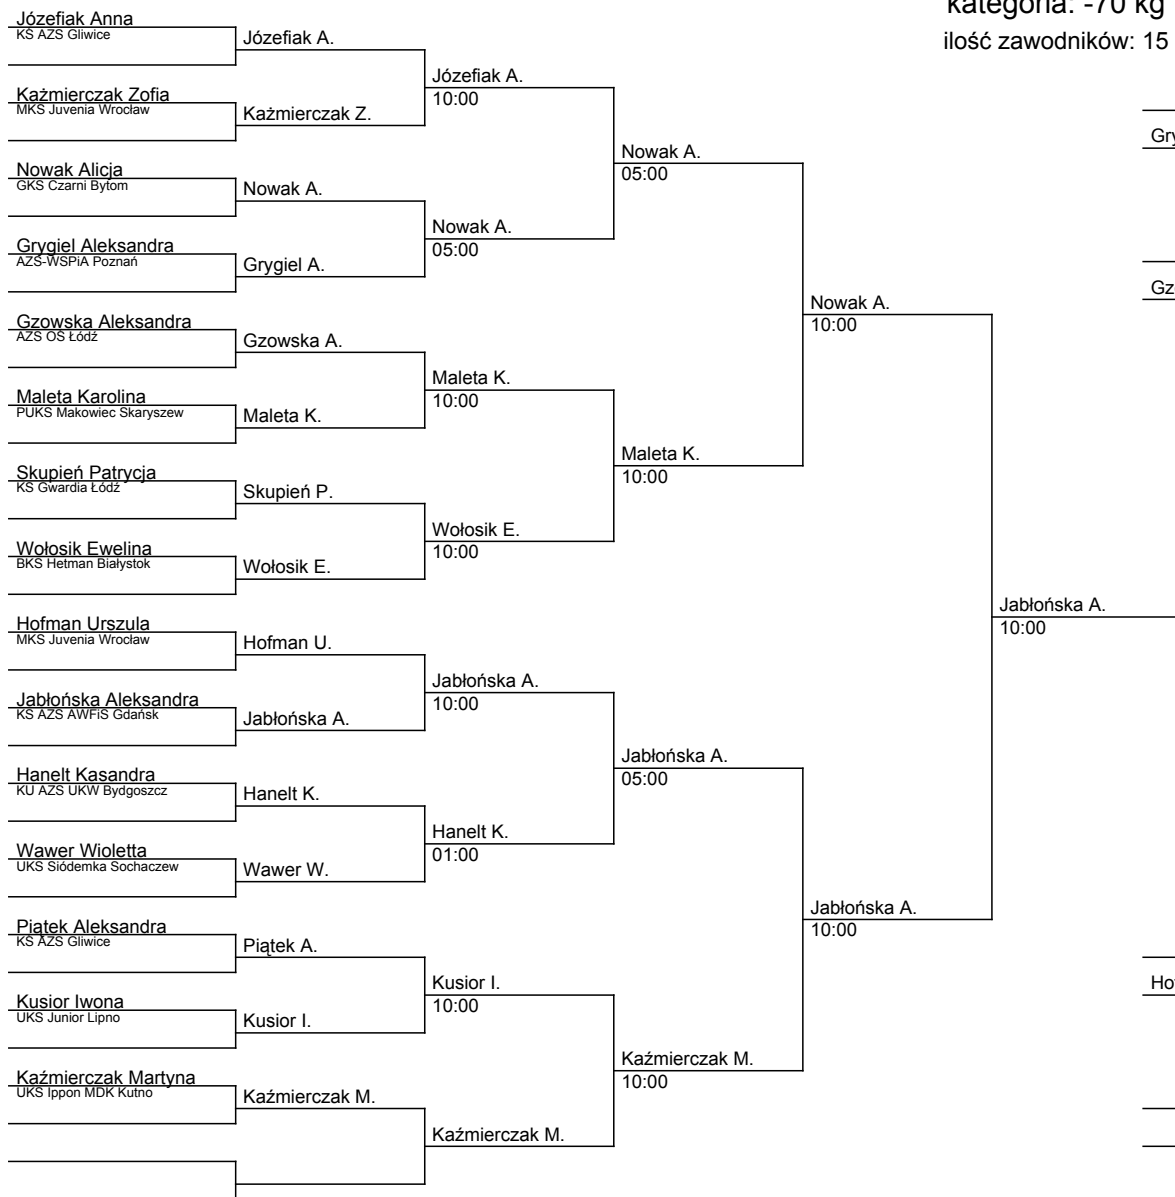 kategoria: -70 kg
ilość zawodników: 15
Józefiak Anna
KS AZS Gliwice
Józefiak A.
Józefiak A.
10:00
Każmierczak Zofia
MKS Juvenia Wrocław
Każmierczak Z.
Nowak A.
05:00
Nowak Alicja
GKS Czarni Bytom
Nowak A.
Nowak A.
05:00
Grygiel Aleksandra
AZS-WSPiA Poznań
Grygiel A.
Nowak A.
10:00
Gzowska Aleksandra
AZS OŚ Łódź
Gzowska A.
Maleta K.
10:00
Maleta Karolina
PUKS Makowiec Skaryszew
Maleta K.
Maleta K.
10:00
Skupień Patrycja
KS Gwardia Łódź
Skupień P.
Wołosik E.
10:00
Wołosik Ewelina
BKS Hetman Białystok
Wołosik E.
Jabłońska A.
10:00
Hofman Urszula
MKS Juvenia Wrocław
Hofman U.
Jabłońska A.
10:00
Jabłońska Aleksandra
KS AZS AWFiS Gdańsk
Jabłońska A.
Jabłońska A.
05:00
Hanelt Kasandra
KU AZS UKW Bydgoszcz
Hanelt K.
Hanelt K.
01:00
Wawer Wioletta
UKS Siódemka Sochaczew
Wawer W.
Jabłońska A.
10:00
Piątek Aleksandra
KS AZS Gliwice
Piątek A.
Kusior I.
10:00
Kusior Iwona
UKS Junior Lipno
Kusior I.
Kaźmierczak M.
10:00
Kaźmierczak Martyna
UKS Ippon MDK Kutno
Kaźmierczak M.
Kaźmierczak M.